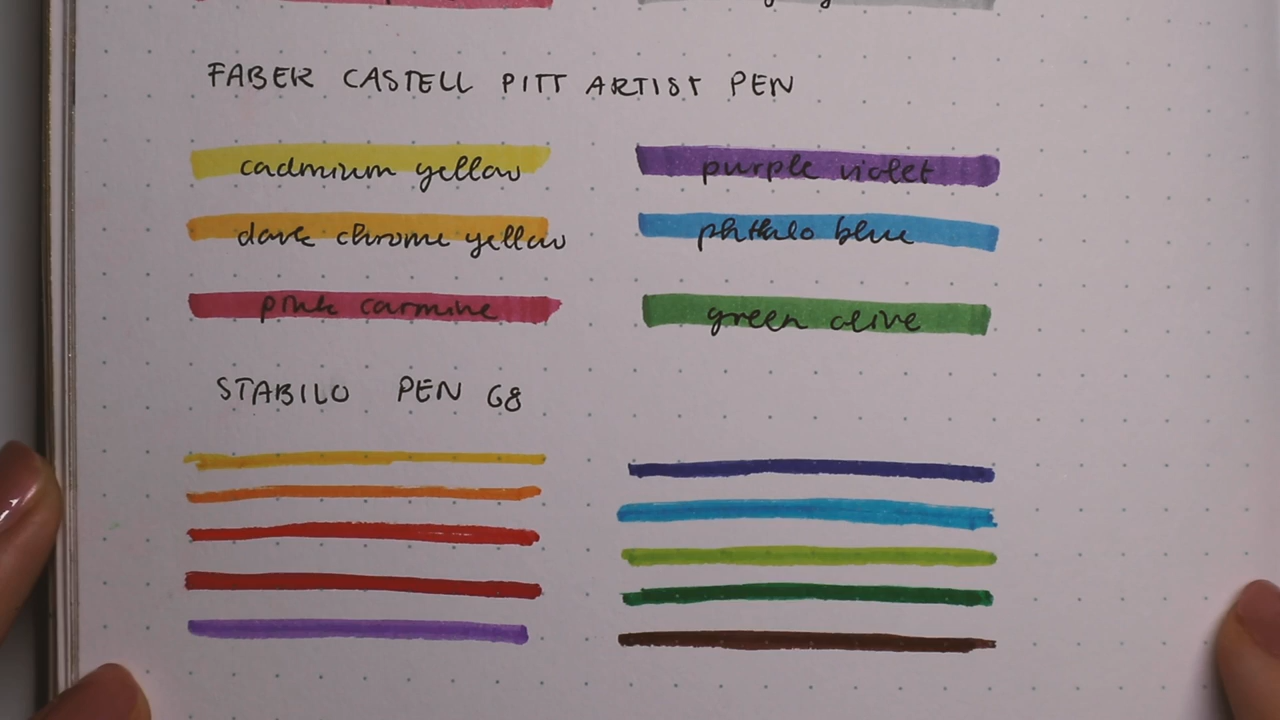 FABER CASTELL PITT ARTIST PEN
cadmium yellow
purple violet
dark chrome yellow
phthalo blue
pink carmine
green olive
STABILO PEN 68